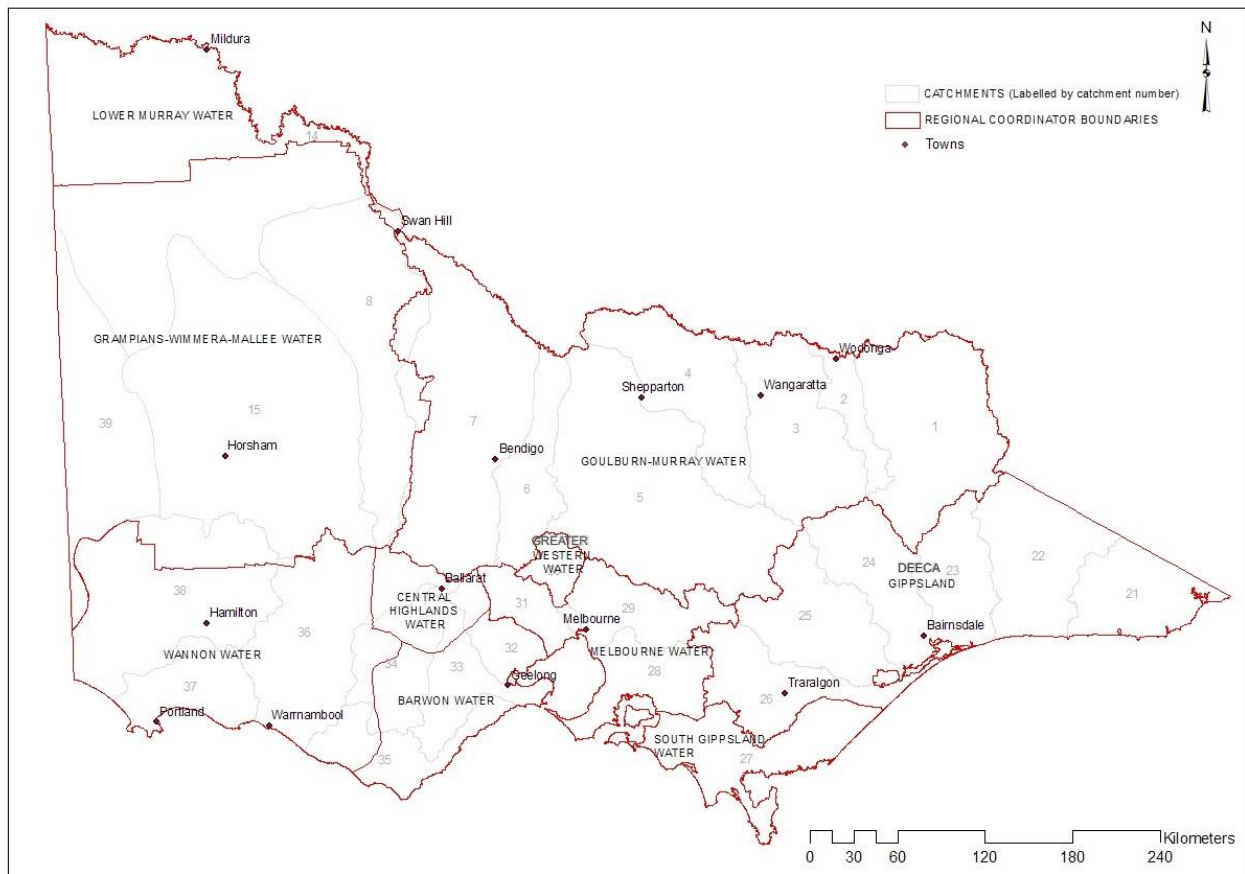 Mildura
N
CATCHMENTS (Labelled by catchment number)
LOWER MURRAY WATER
REGIONAL COORDINATOR BOUNDARIES
14
Towns
Swan Hill
8
GRAMPIANS-WIMMERA-MALLEE WATER
Wodonga
4
Shepparton
Wangaratta
2
15
3
1
39
7
Horsham
Bendigo
GOULBURN-MURRAY WATER
6
5
GREATER
WESTERN
WATER
24
DEECA
23
GIPPSLAND
22
21
38
Ballarat
CENTRAL
HIGHLANDS
WATER
31
29
Melbourne
25
Hamilton
36
Bairnsdale
WANNON WATER
34
33
32
MELBOURNE WATER
28
37
BARWON WATER
Geelong
26
Traralgon
Portland
Warrnambool
35
SOUTH GIPPSLAND
WATER
27
Kilometers
0 30 60 120 180 240